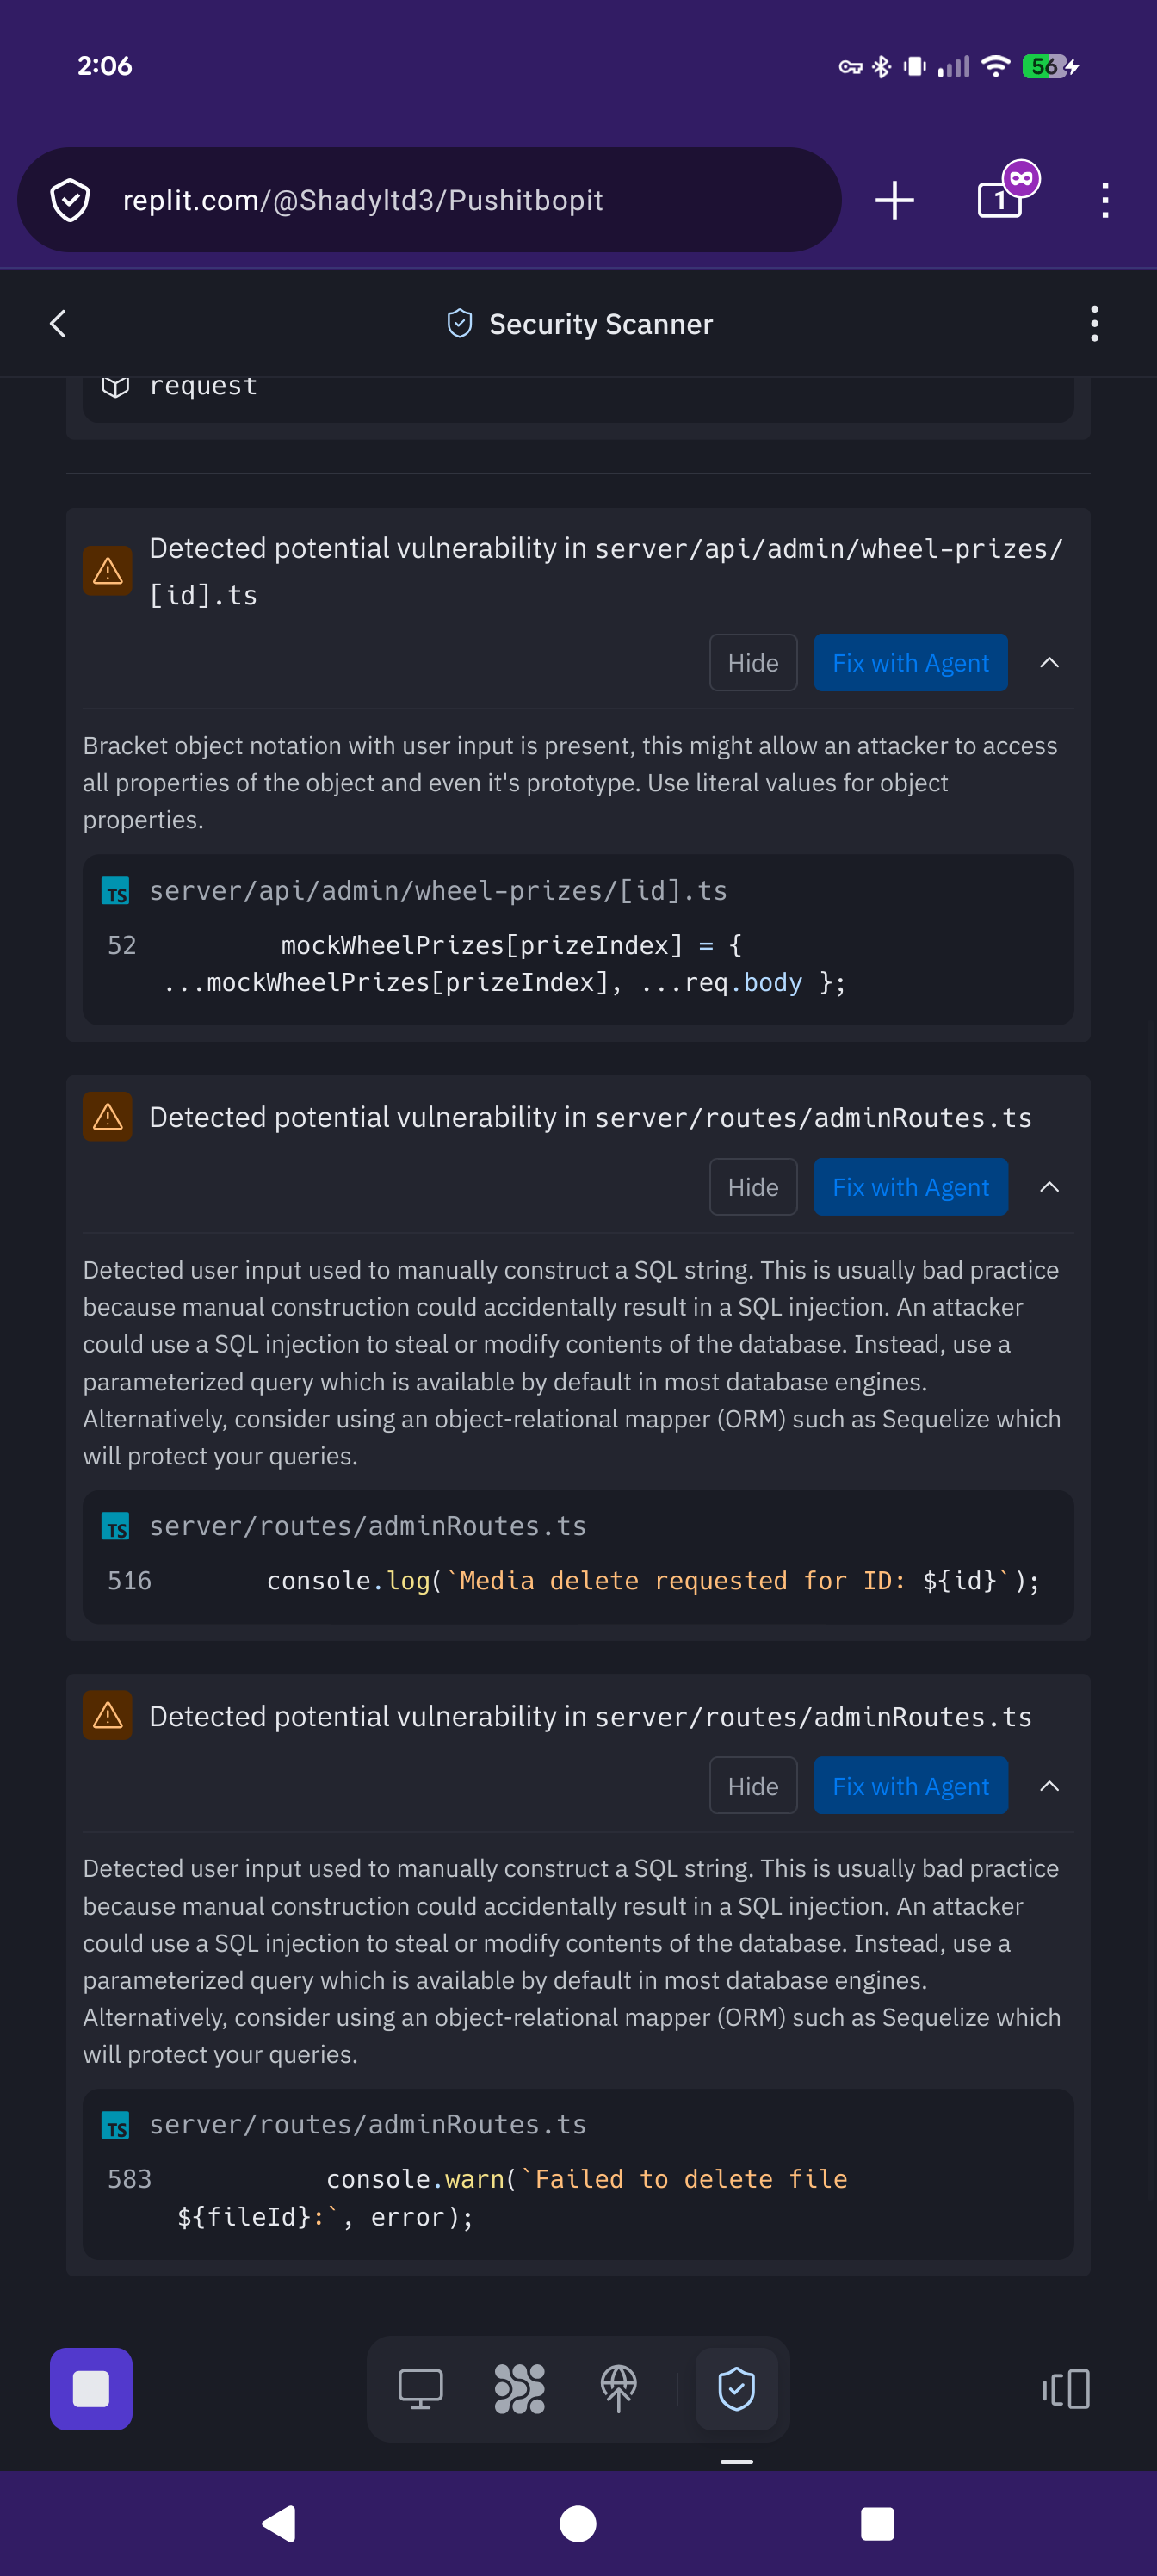 2:06
56
replit.com/@Shadyltd3/Pushitbopit
1
Security Scanner
request
Detected potential vulnerability in server/api/admin/wheel-prizes/
[id].ts
Hide
Fix with Agent
Bracket object notation with user input is present, this might allow an attacker to access
all properties of the object and even it's prototype. Use literal values for object
properties.
TS server/api/admin/wheel-prizes/[id].ts
52 mockWheelPrizes[prizeIndex] = {
...mockWheelPrizes[prizeIndex], ...req.body };
Detected potential vulnerability in server/routes/adminRoutes.ts
Hide
Fix with Agent
Detected user input used to manually construct a SQL string. This is usually bad practice
because manual construction could accidentally result in a SQL injection. An attacker
could use a SQL injection to steal or modify contents of the database. Instead, use a
parameterized query which is available by default in most database engines.
Alternatively, consider using an object-relational mapper (ORM) such as Sequelize which
will protect your queries.
TS server/routes/adminRoutes.ts
516 console.log(`Media delete requested for ID: ${id}`);
Detected potential vulnerability in server/routes/adminRoutes.ts
Hide
Fix with Agent
Detected user input used to manually construct a SQL string. This is usually bad practice
because manual construction could accidentally result in a SQL injection. An attacker
could use a SQL injection to steal or modify contents of the database. Instead, use a
parameterized query which is available by default in most database engines.
Alternatively, consider using an object-relational mapper (ORM) such as Sequelize which
will protect your queries.
TS server/routes/adminRoutes.ts
583 console.warn(`Failed to delete file
${fileId}:`, error);